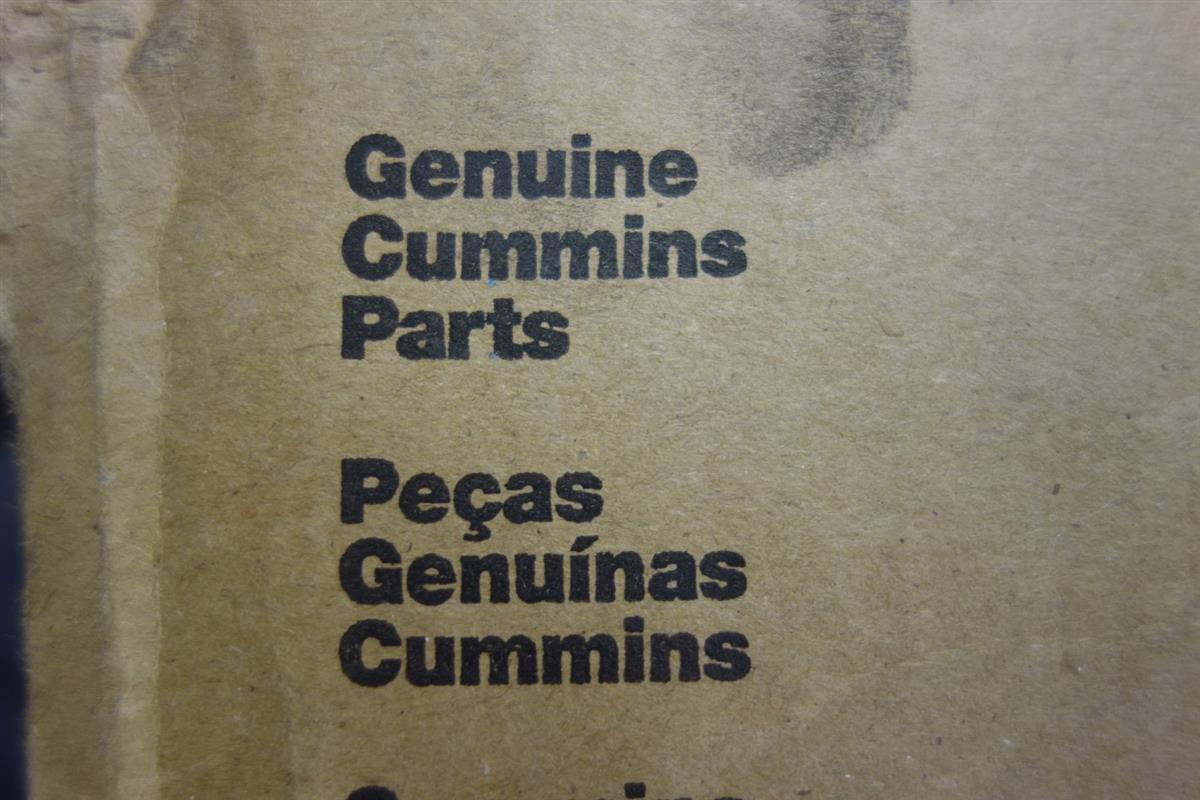 Genuine
Cummins
Parts
Peças
Genuínas
Cummins